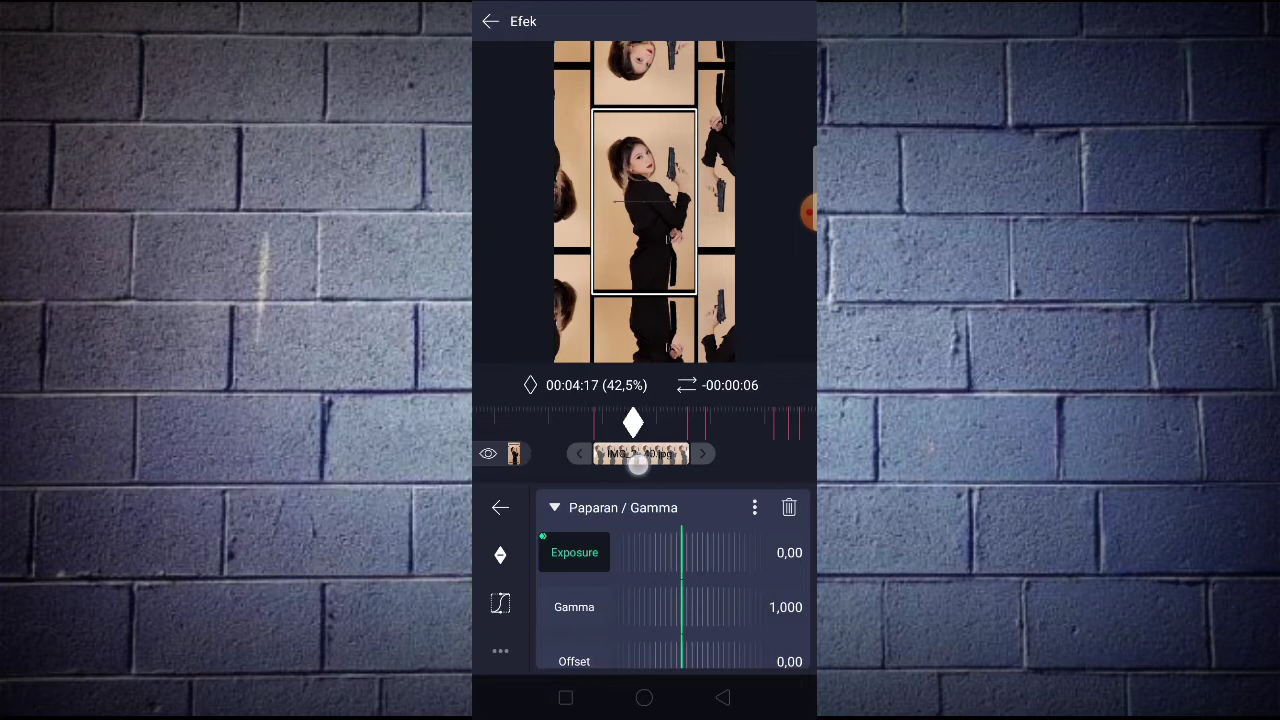 Efek
00:04:17 (42,5%) -00:00:06
Paparan / Gamma
Exposure 0,00
Gamma 1,000
Offset 0,00